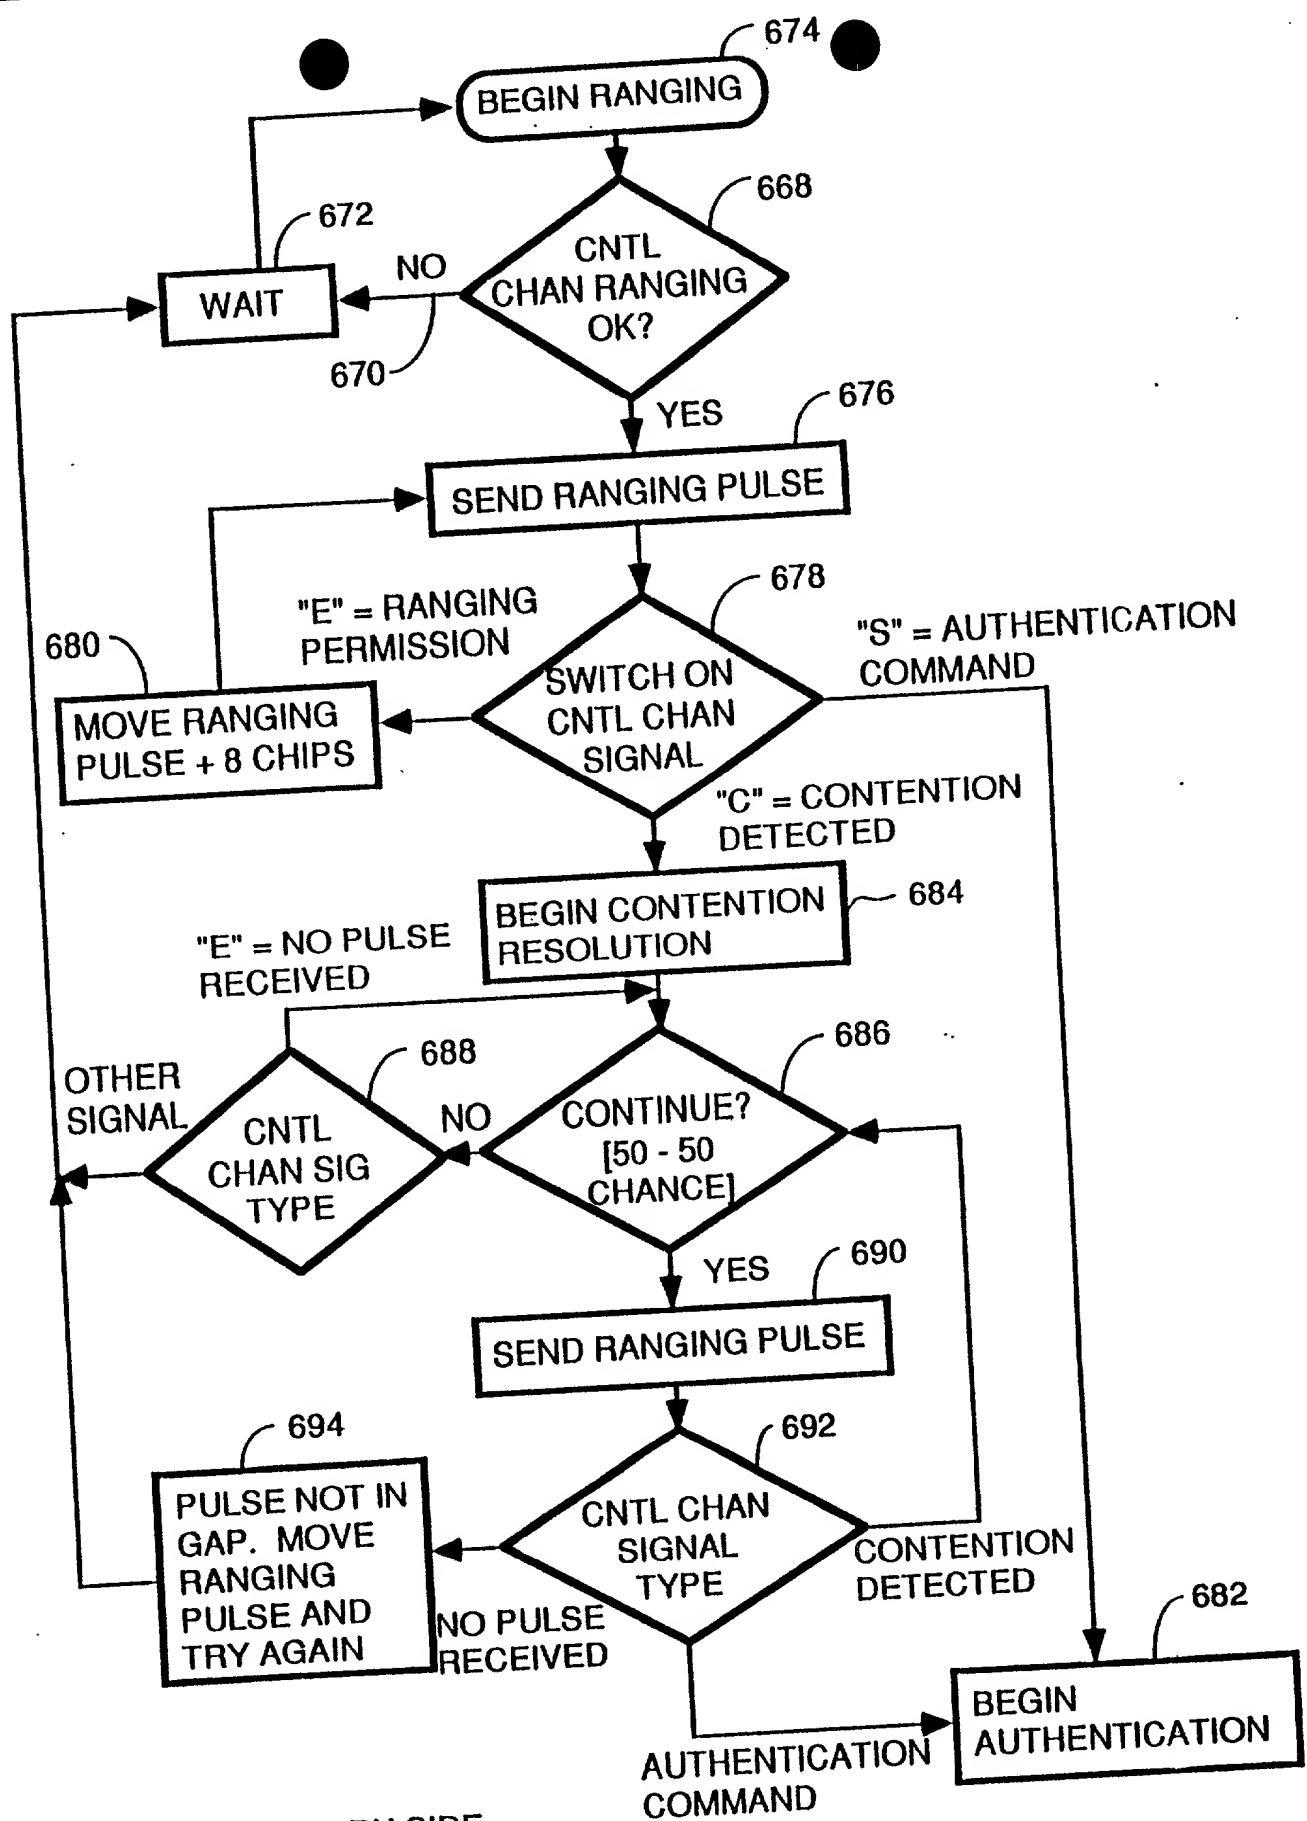 674
BEGIN RANGING
668
672
CNTL
CHAN RANGING
OK?
NO
WAIT
670
YES
676
SEND RANGING PULSE
678
"E" = RANGING
PERMISSION
"S" = AUTHENTICATION
COMMAND
680
SWITCH ON
CNTL CHAN
SIGNAL
MOVE RANGING
PULSE + 8 CHIPS
"C" = CONTENTION
DETECTED
684
BEGIN CONTENTION
RESOLUTION
"E" = NO PULSE
RECEIVED
686
688
OTHER
SIGNAL
CNTL
CHAN SIG
TYPE
NO
CONTINUE?
[50 - 50
CHANCE]
YES
690
SEND RANGING PULSE
694
692
PULSE NOT IN
GAP. MOVE
RANGING
PULSE AND
TRY AGAIN
CNTL CHAN
SIGNAL
TYPE
CONTENTION
DETECTED
NO PULSE
RECEIVED
682
BEGIN
AUTHENTICATION
AUTHENTICATION
COMMAND